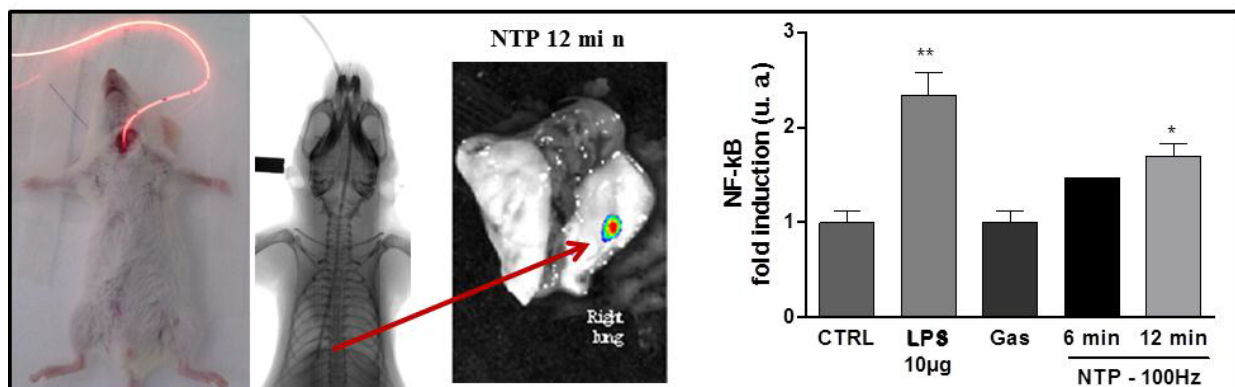 NTP 12 mi n
Right
lung
NF-kB
fold induction (u. a.)
3
2
1
0
**
*
CTRL
LPS
10µg
Gas
6 min
12 min
NTP - 100Hz